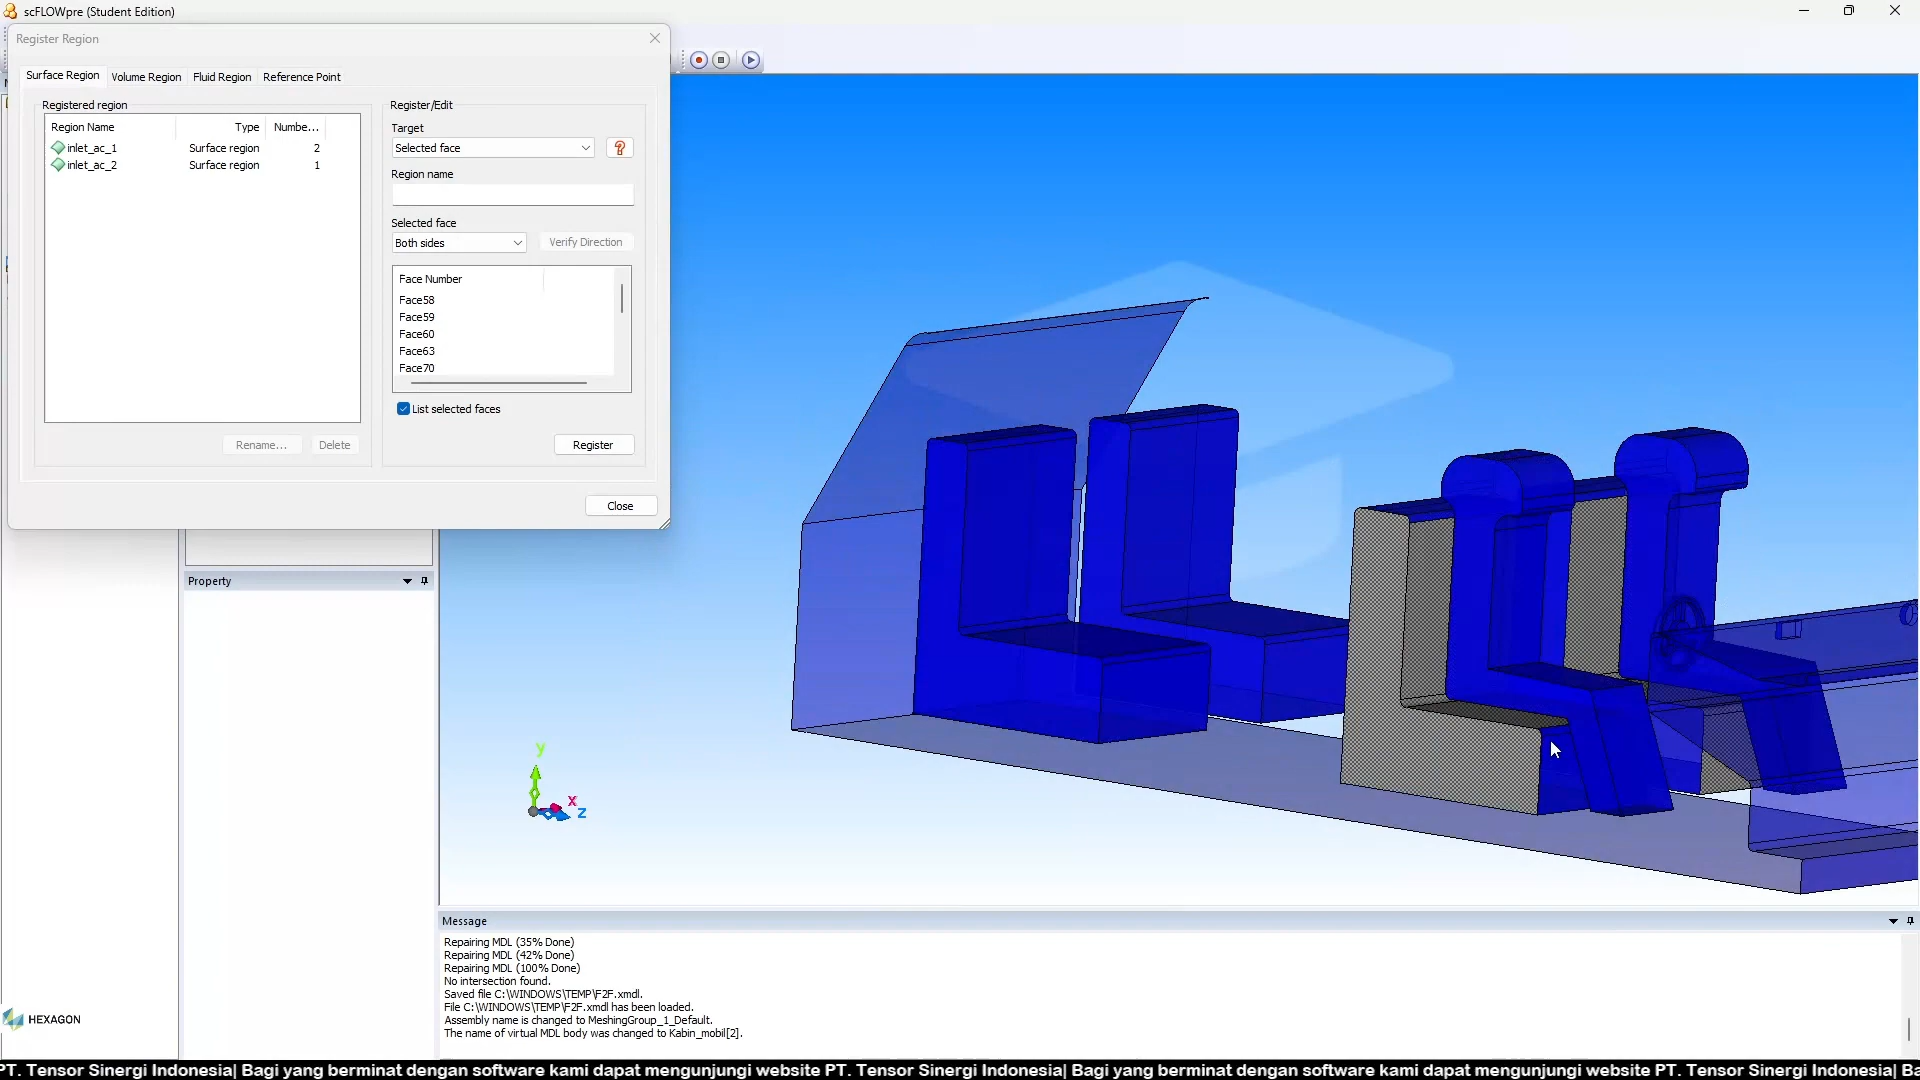 scFLOWpre (Student Edition)
Register Region
Surface Region Volume Region Fluid Region Reference Point
Registered region
Region Name Type Numbe...
inlet_ac_1 Surface region 2
inlet_ac_2 Surface region 1
Rename... Delete
Register/Edit
Target
Selected face
?
Region name
Selected face
Both sides Verify Direction
Face Number
Face58
Face59
Face60
Face63
Face70
List selected faces
Register
Close
Property
y
x
z
Message
Repairing MDL (35% Done)
Repairing MDL (42% Done)
Repairing MDL (100% Done)
No intersection found.
Saved file C:\WINDOWS\TEMP\F2F.xmdl.
File C:\WINDOWS\TEMP\F2F.xmdl has been loaded.
Assembly name is changed to MeshingGroup_1_Default.
The name of virtual MDL body was changed to Kabin_mobil[2].
HEXAGON
PT. Tensor Sinergi Indonesia| Bagi yang berminat dengan software kami dapat mengunjungi website PT. Tensor Sinergi Indonesia| Bagi yang berminat dengan software kami dapat mengunjungi website PT. Tensor Sinergi Indonesia| Ba